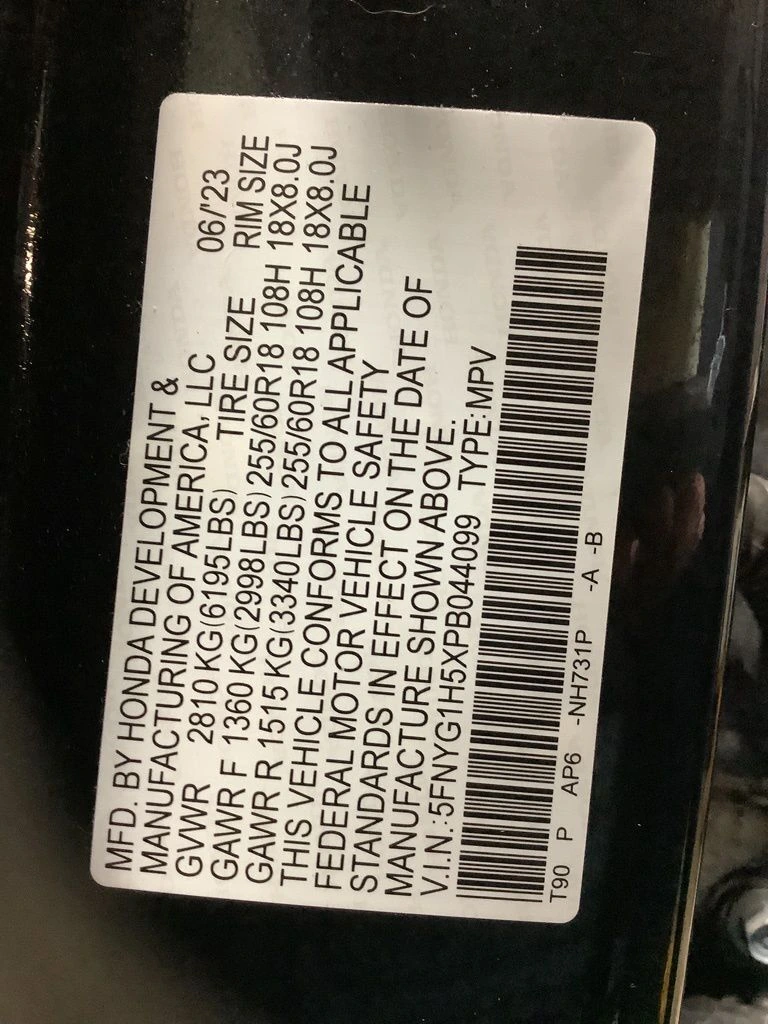 MFD. BY HONDA DEVELOPMENT &
MANUFACTURING OF AMERICA, LLC 06/'23
GVWR 2810 KG(6195LBS) TIRE SIZE RIM SIZE
GAWR F 1360 KG(2998LBS) 255/60R18 108H 18X8.0J
GAWR R 1515 KG(3340LBS) 255/60R18 108H 18X8.0J
THIS VEHICLE CONFORMS TO ALL APPLICABLE
FEDERAL MOTOR VEHICLE SAFETY
STANDARDS IN EFFECT ON THE DATE OF
MANUFACTURE SHOWN ABOVE.
V.I.N.:5FNYG1H5XPB044099 TYPE:MPV
T90 P AP6 -NH731P -A -B